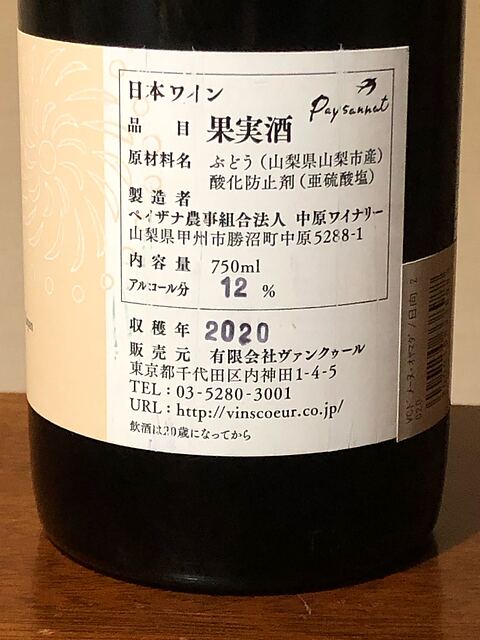 日本ワイン
Paysannat
品 目 果実酒
原材料名 ぶどう(山梨県山梨市産)
酸化防止剤(亜硫酸塩)
製造者
ペイザナ農事組合法人 中原ワイナリー
山梨県甲州市勝沼町中原5288-1
内容量 750ml
アルコール分 12 %
収穫年 2020
販売元 有限会社ヴァンクゥール
東京都千代田区内神田1-4-5
TEL:03-5280-3001
URL:http://vinscoeur.co.jp/
飲酒は20歳になってから